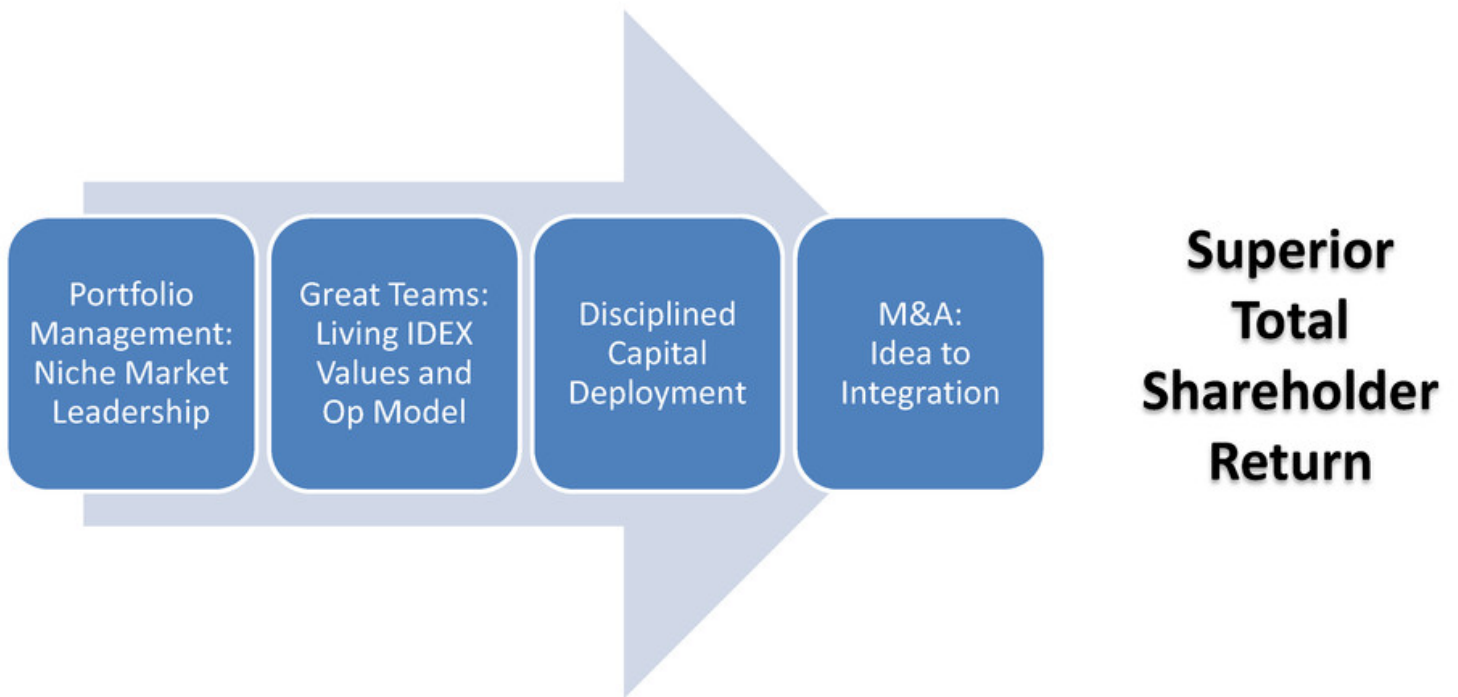 Portfolio
Management:
Niche Market
Leadership
Great Teams:
Living IDEX
Values and
Op Model
Disciplined
Capital
Deployment
M&A:
Idea to
Integration
Superior
Total
Shareholder
Return